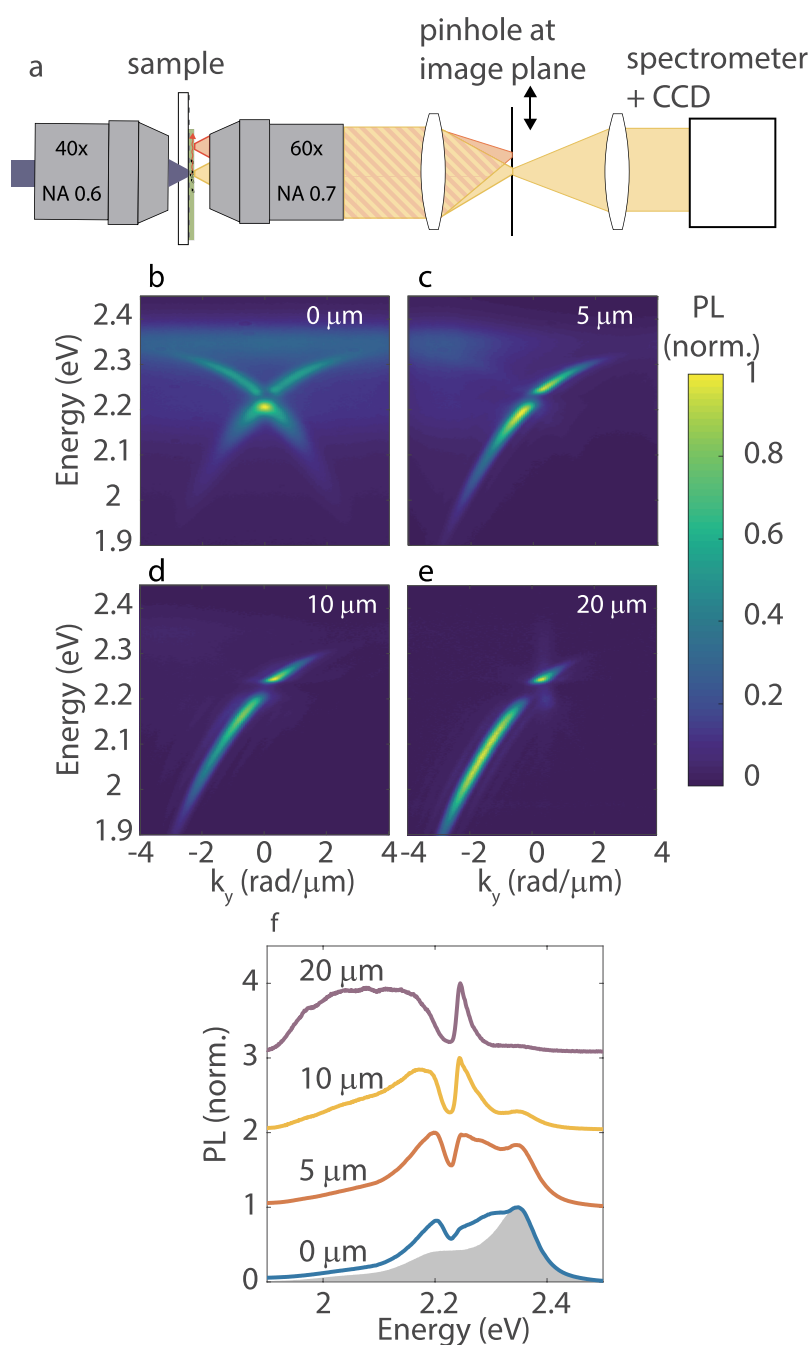 a
sample
pinhole at
image plane
spectrometer
+ CCD
40x
NA 0.6
60x
NA 0.7
b
c
PL
(norm.)
Energy (eV)
2.4
2.3
2.2
2.1
2
1.9
0 μm
5 μm
1
0.8
0.6
0.4
0.2
0
d
e
Energy (eV)
2.4
2.3
2.2
2.1
2
1.9
10 μm
20 μm
-4 -2 0 2 4
-4 -2 0 2 4
k_y (rad/μm)
k_y (rad/μm)
f
PL (norm.)
4
3
2
1
0
20 μm
10 μm
5 μm
0 μm
2 2.2 2.4
Energy (eV)